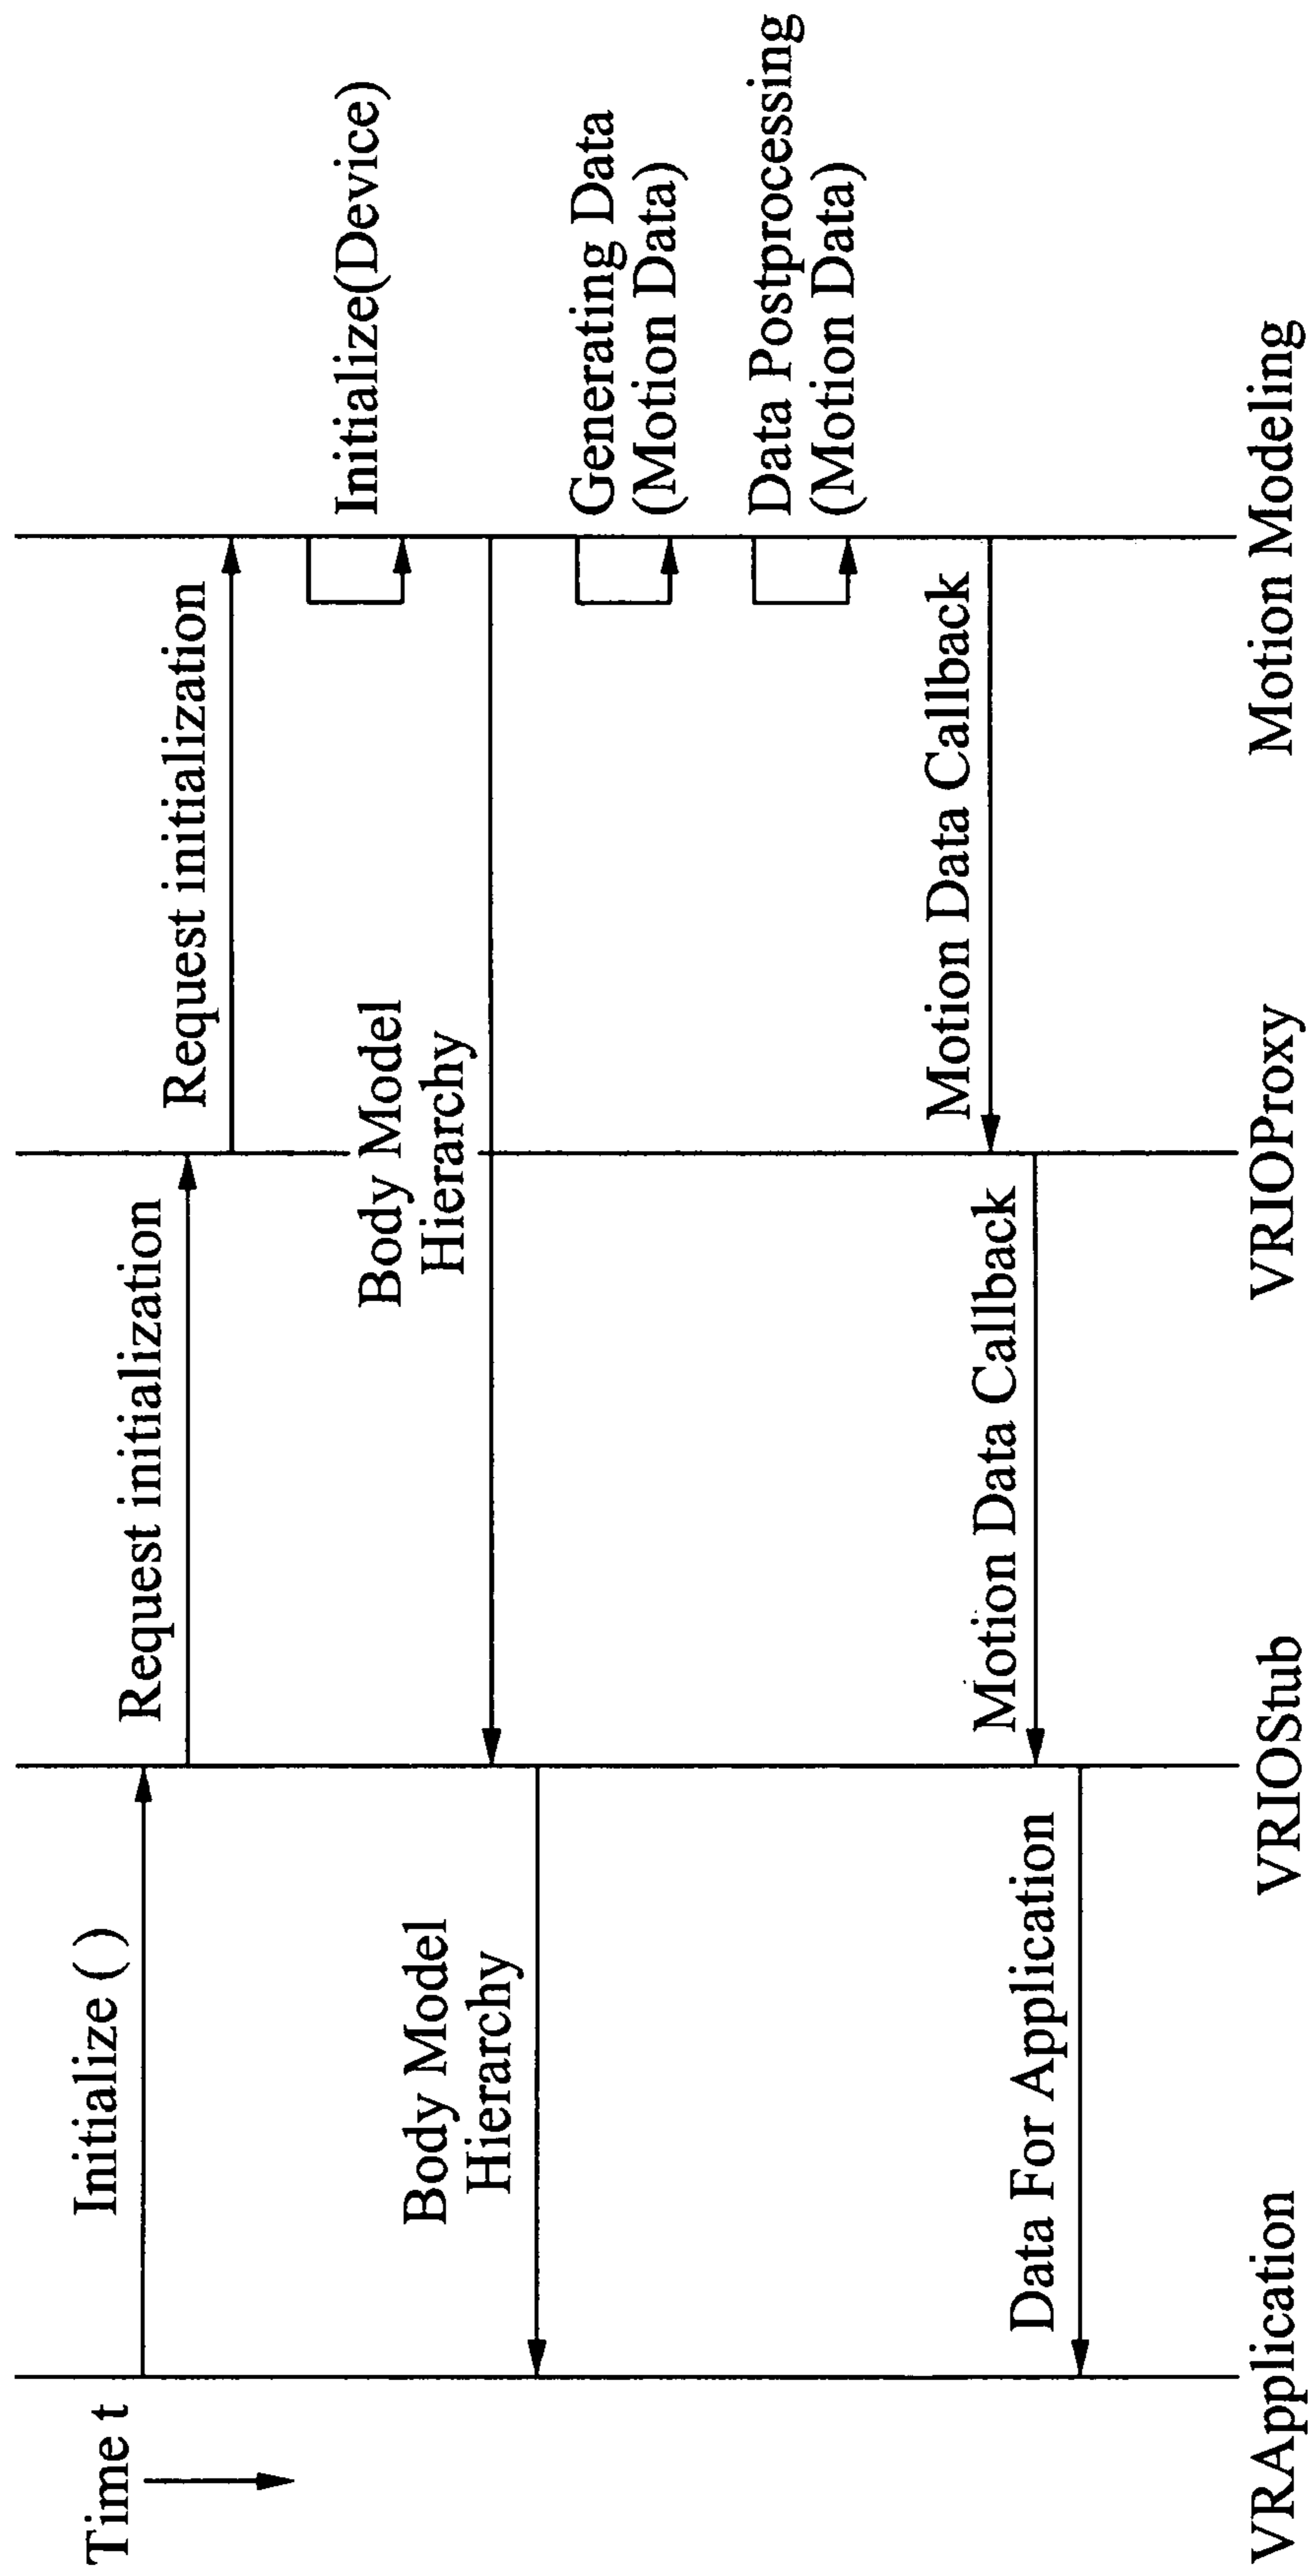 Time t
Initialize ( )
Request initialization
Request initialization
Initialize(Device)
Body Model
Hierarchy
Body Model
Hierarchy
Generating Data
(Motion Data)
Data Postprocessing
(Motion Data)
Motion Data Callback
Motion Data Callback
Data For Application
VRApplication
VRIOStub
VRIOProxy
Motion Modeling